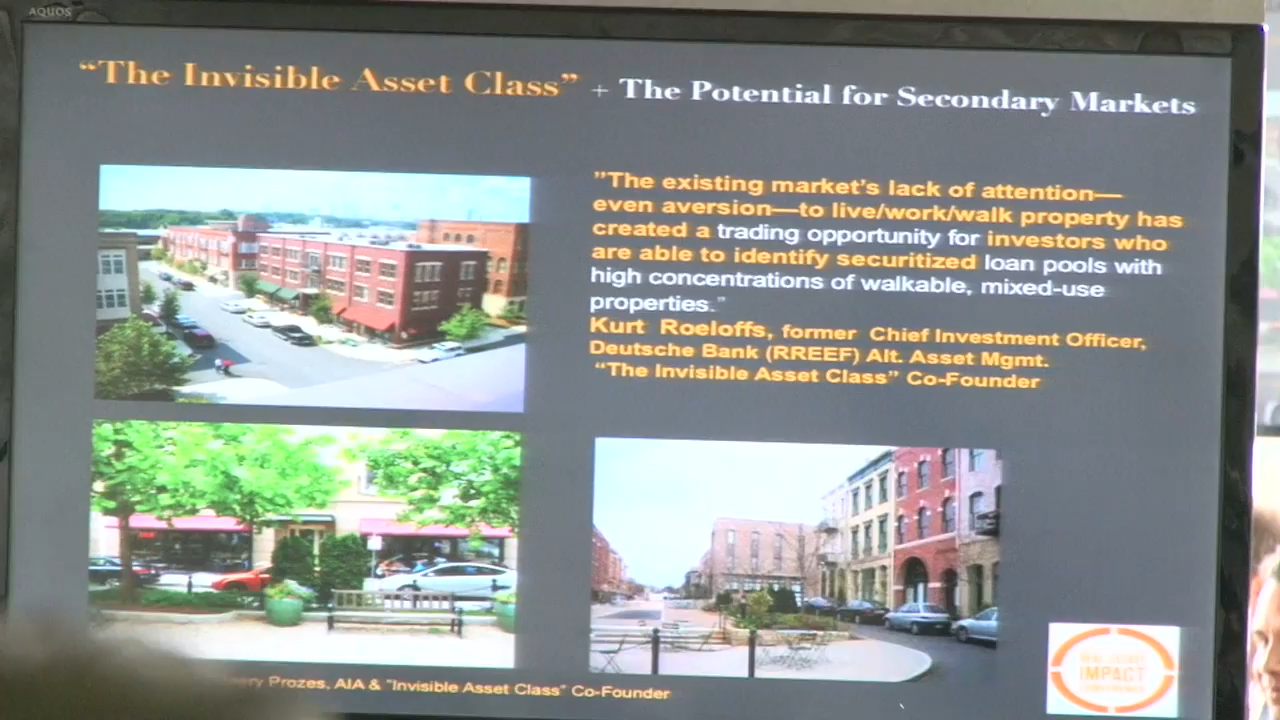 AQUOS
“The Invisible Asset Class” + The Potential for Secondary Markets
”The existing market’s lack of attention—
even aversion—to live/work/walk property has
created a trading opportunity for investors who
are able to identify securitized loan pools with
high concentrations of walkable, mixed-use
properties.”
Kurt Roeloffs, former Chief Investment Officer,
Deutsche Bank (RREEF) Alt. Asset Mgmt.
“The Invisible Asset Class” Co-Founder
Prozes, AIA & "Invisible Asset Class" Co-Founder
IMPACT